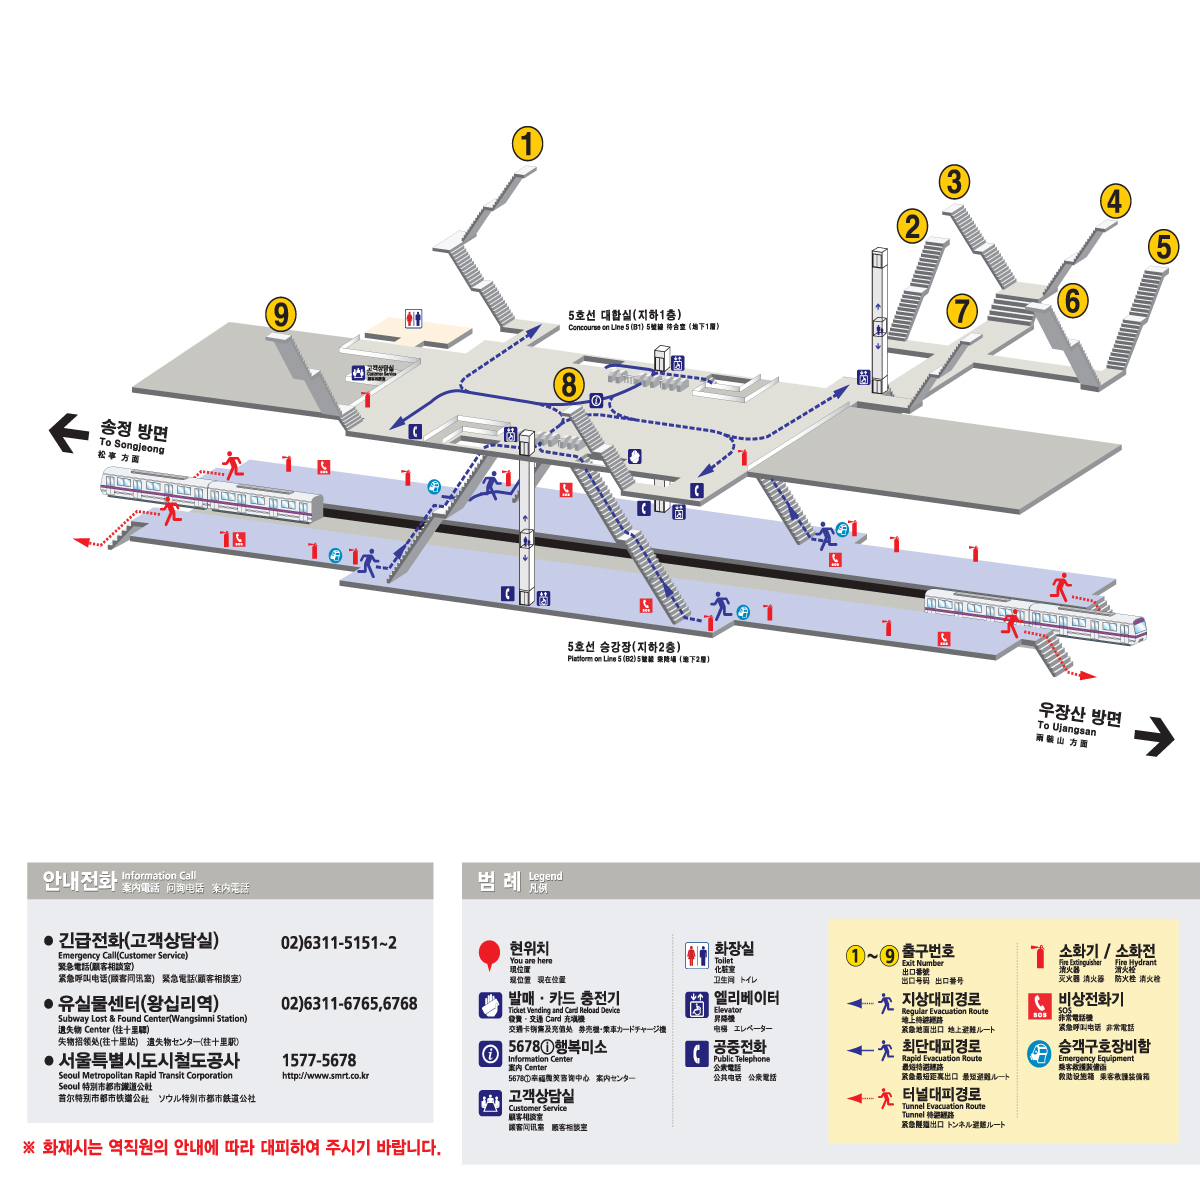 1
3
4
2
5
9
7
6
5호선 대합실(지하1층)
Concourse on Line 5 (B1) 5號線 待合室 (地下1層)
고객상담실
Customer Service
顧客相談室
8
송정 방면
To Songjeong
松亭 方面
SOS
SOS
SOS
SOS
SOS
SOS
5호선 승강장(지하2층)
Platform on Line 5 (B2) 5號線 乘降場 (地下2層)
우장산 방면
To Ujangsan
雨裝山 方面
안내전화 Information Call
案內電話 问询电话 案内電話
● 긴급전화(고객상담실) 02)6311-5151~2
Emergency Call(Customer Service)
緊急電話(顧客相談室)
紧急呼叫电话(顾客问讯室) 緊急電話(顧客相談室)
● 유실물센터(왕십리역) 02)6311-6765,6768
Subway Lost & Found Center(Wangsimni Station)
遺失物 Center (往十里驛)
失物招领处(往十里站) 遺失物センター(往十里駅)
● 서울특별시도시철도공사 1577-5678
Seoul Metropolitan Rapid Transit Corporation http://www.smrt.co.kr
Seoul 特別市都市鐵道公社
首尔特別市都市铁道公社 ソウル特別市都市鉄道公社
※ 화재시는 역직원의 안내에 따라 대피하여 주시기 바랍니다.
범 례 Legend
凡例
현위치
You are here
現位置
现位置 現在位置
발매 · 카드 충전기
Ticket Vending and Card Reload Device
發賣 · 交通 Card 充塡機
交通卡销售及充值处 券売機·乗車カードチャージ機
5678ⓘ행복미소
Information Center
案內 Center
5678ⓘ幸福微笑咨询中心 案内センター
고객상담실
Customer Service
顧客相談室
顾客问讯室 顧客相談室
화장실
Toilet
化粧室
卫生间 トイレ
엘리베이터
Elevator
昇降機
电梯 エレベーター
공중전화
Public Telephone
公衆電話
公共电话 公衆電話
1~9 출구번호
Exit Number
出口番號
出口号码 出口番号
지상대피경로
Regular Evacuation Route
地上待避經路
紧急地面出口 地上避難ルート
최단대피경로
Rapid Evacuation Route
最短待避經路
紧急最短距离出口 最短避難ルート
터널대피경로
Tunnel Evacuation Route
Tunnel 待避經路
紧急隧道出口 トンネル避難ルート
소화기 / 소화전
Fire Extinguisher Fire Hydrant
消火器 消火栓
灭火器 消火器 防火栓 消火栓
SOS
비상전화기
SOS
非常電話機
紧急呼叫电话 非常電話
승객구호장비함
Emergency Equipment
乘客救護裝備函
救助设施箱 乗客救護装備箱